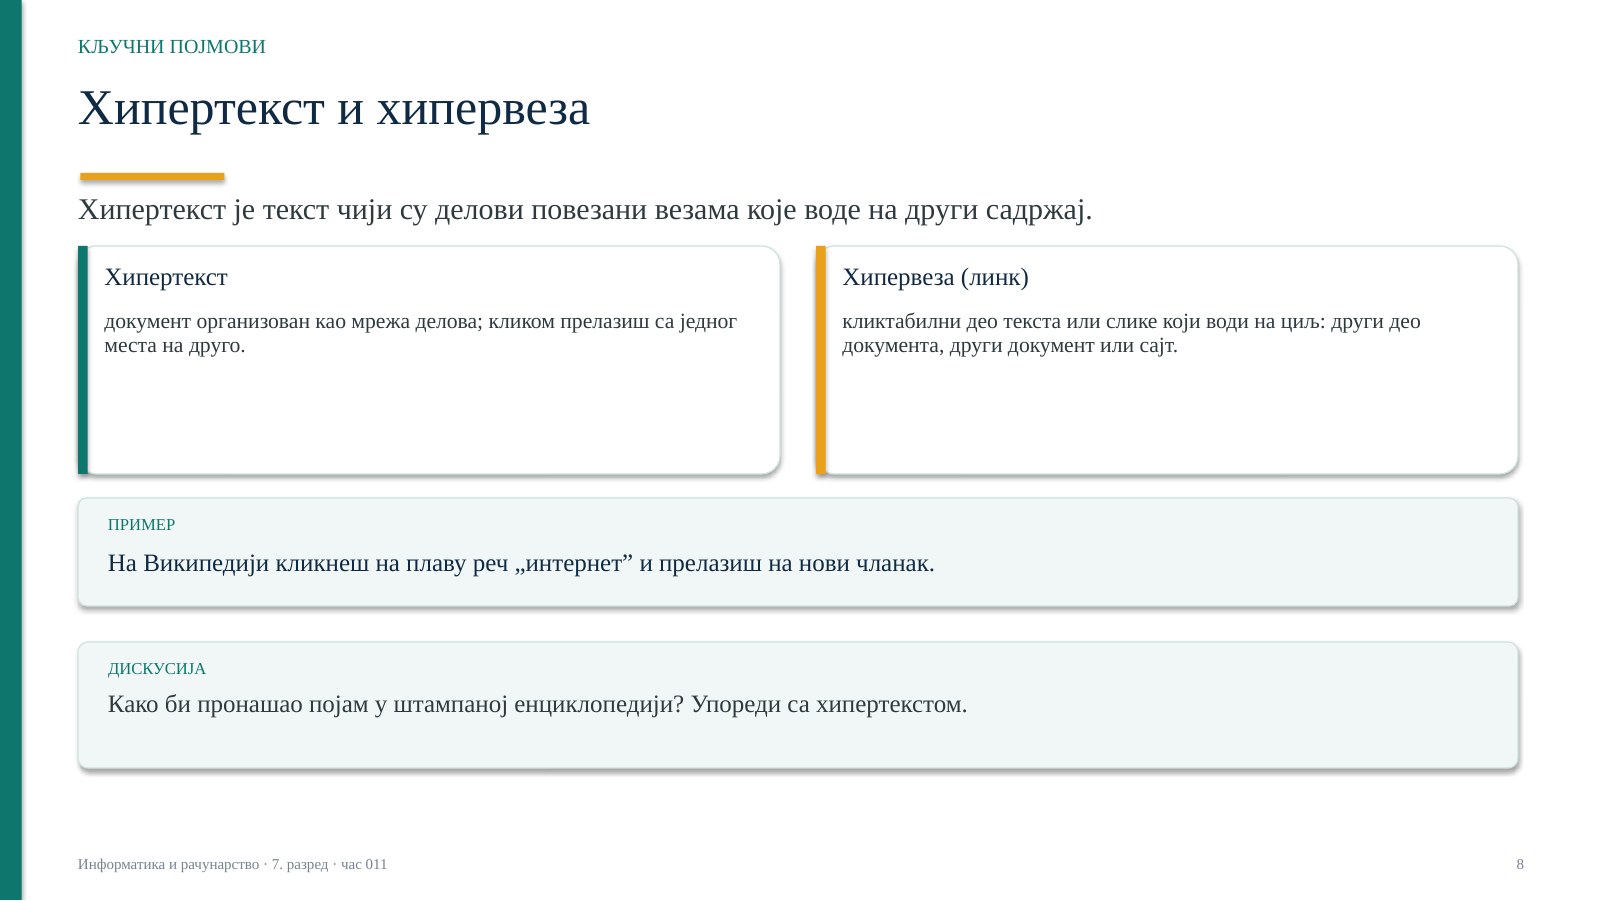 КЉУЧНИ ПОЈМОВИ
Хипертекст и хипервеза
Хипертекст је текст чији су делови повезани везама које воде на други садржај.
Хипертекст
документ организован као мрежа делова; кликом прелазиш са једног
места на друго.
Хипервеза (линк)
кликтабилни део текста или слике који води на циљ: други део
документа, други документ или сајт.
ПРИМЕР
На Википедији кликнеш на плаву реч „интернет” и прелазиш на нови чланак.
ДИСКУСИЈА
Како би пронашао појам у штампаној енциклопедији? Упореди са хипертекстом.
Информатика и рачунарство · 7. разред · час 011
8